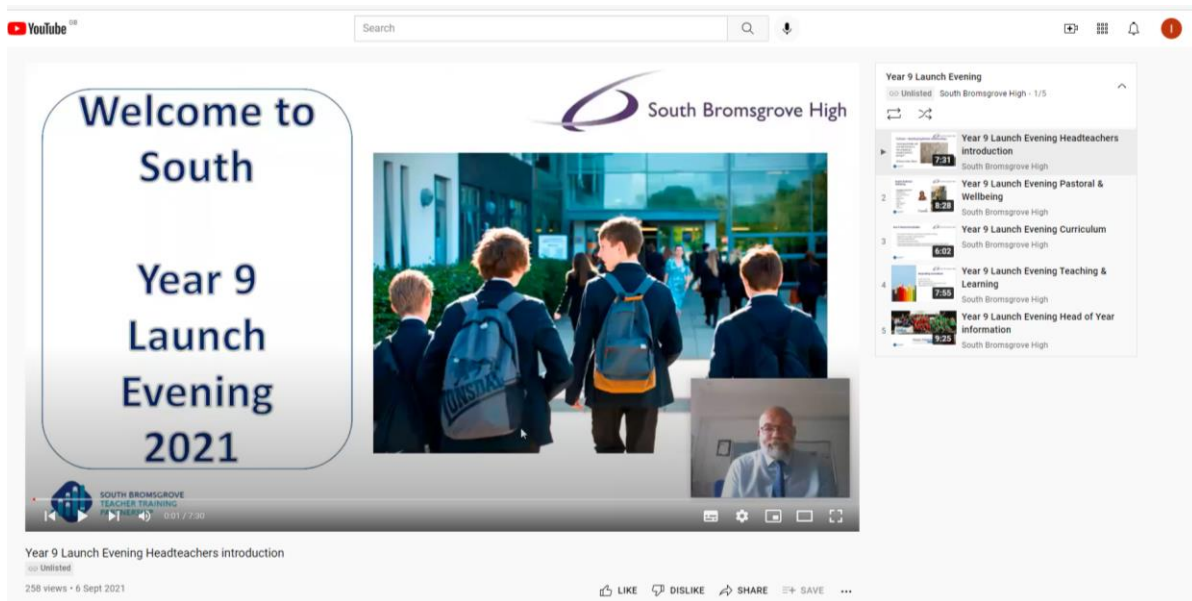 YouTube GB
Search
I
Welcome to
South
Year 9
Launch
Evening
2021
South Bromsgrove High
LONSDALE
SOUTH BROMSGROVE
TEACHER TRAINING
0:01 / 7:30
Year 9 Launch Evening Headteachers introduction
Unlisted
258 views • 6 Sept 2021
LIKE
DISLIKE
SHARE
SAVE
Year 9 Launch Evening
Unlisted South Bromsgrove High - 1/5
7:31
Year 9 Launch Evening Headteachers
introduction
South Bromsgrove High
2
8:28
Year 9 Launch Evening Pastoral &
Wellbeing
South Bromsgrove High
3
6:02
Year 9 Launch Evening Curriculum
South Bromsgrove High
4
7:55
Year 9 Launch Evening Teaching &
Learning
South Bromsgrove High
5
9:25
Year 9 Launch Evening Head of Year
information
South Bromsgrove High